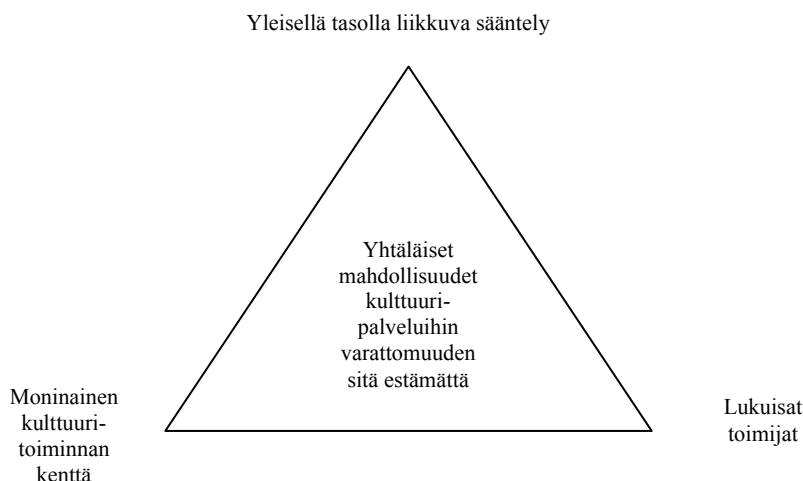 Yleisellä tasolla liikkuva sääntely
Yhtäläiset
mahdollisuudet
kulttuuri-
palveluihin
varattomuuden
sitä estämättä
Moninainen
kulttuuri-
toiminnan
kenttä
Lukuisat
toimijat